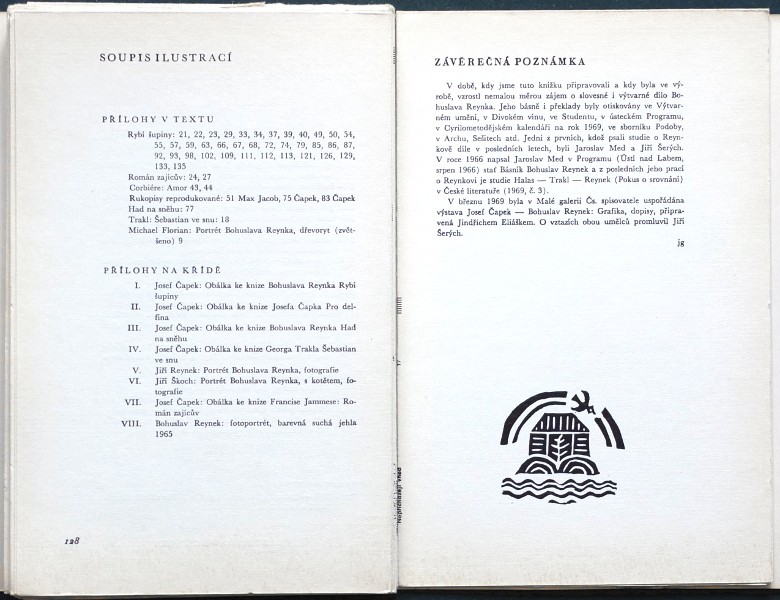 SOUPIS ILUSTRACÍ
PŘÍLOHY V TEXTU
Rybí šupiny: 21, 22, 23, 29, 33, 34, 37, 39, 40, 49, 50, 54,
55, 57, 59, 63, 66, 67, 68, 72, 74, 79, 85, 86, 87,
92, 93, 98, 102, 109, 111, 112, 113, 121, 126, 129,
133, 135
Román zajícův: 24, 27
Corbiére: Amor 43, 44
Rukopisy reprodukované: 51 Max Jacob, 75 Čapek, 83 Čapek
Had na sněhu: 77
Trakl: Šebastian ve snu: 18
Michael Florian: Portrét Bohuslava Reynka, dřevoryt (zvět-
šeno) 9
PŘÍLOHY NA KŘÍDĚ
I. Josef Čapek: Obálka ke knize Bohuslava Reynka Rybí
šupiny
II. Josef Čapek: Obálka ke knize Josefa Čapka Pro del-
fina
III. Josef Čapek: Obálka ke knize Bohuslava Reynka Had
na sněhu
IV. Josef Čapek: Obálka ke knize Georga Trakla Šebastian
ve snu
V. Jiří Reynek: Portrét Bohuslava Reynka, fotografie
VI. Jiří Škoch: Portrét Bohuslava Reynka, s kotětem, fo-
tografie
VII. Josef Čapek: Obálka ke knize Francise Jammese: Ro-
mán zajícův
VIII. Bohuslav Reynek: fotoportrét, barevná suchá jehla
1965
128
ZÁVĚREČNÁ POZNÁMKA
V době, kdy jsme tuto knížku připravovali a kdy byla ve vý-
robě, vzrostl nemalou měrou zájem o slovesné i výtvarné dílo Bo-
huslava Reynka. Jeho básně i překlady byly otiskovány ve Výtvar-
ném umění, v Divokém vínu, ve Studentu, v ústeckém Programu,
v Cyrilometodějském kalendáři na rok 1969, ve sborníku Podoby,
v Archu, Sešitech atd. Jedni z prvních, kdož psali studie o Reyn-
kově díle v posledních letech, byli Jaroslav Med a Jiří Šerých.
V roce 1966 napsal Jaroslav Med v Programu (Ústí nad Labem,
srpen 1966) stať Básník Bohuslav Reynek a z posledních jeho prací
o Reynkovi je studie Halas — Trakl — Reynek (Pokus o srovnání)
v České literatuře (1969, č. 3).
V březnu 1969 byla v Malé galerii Čs. spisovatele uspořádána
výstava Josef Čapek — Bohuslav Reynek: Grafika, dopisy, připra-
vená Jindřichem Eliáškem. O vztazích obou umělců promluvil Jiří
Šerých.
jg